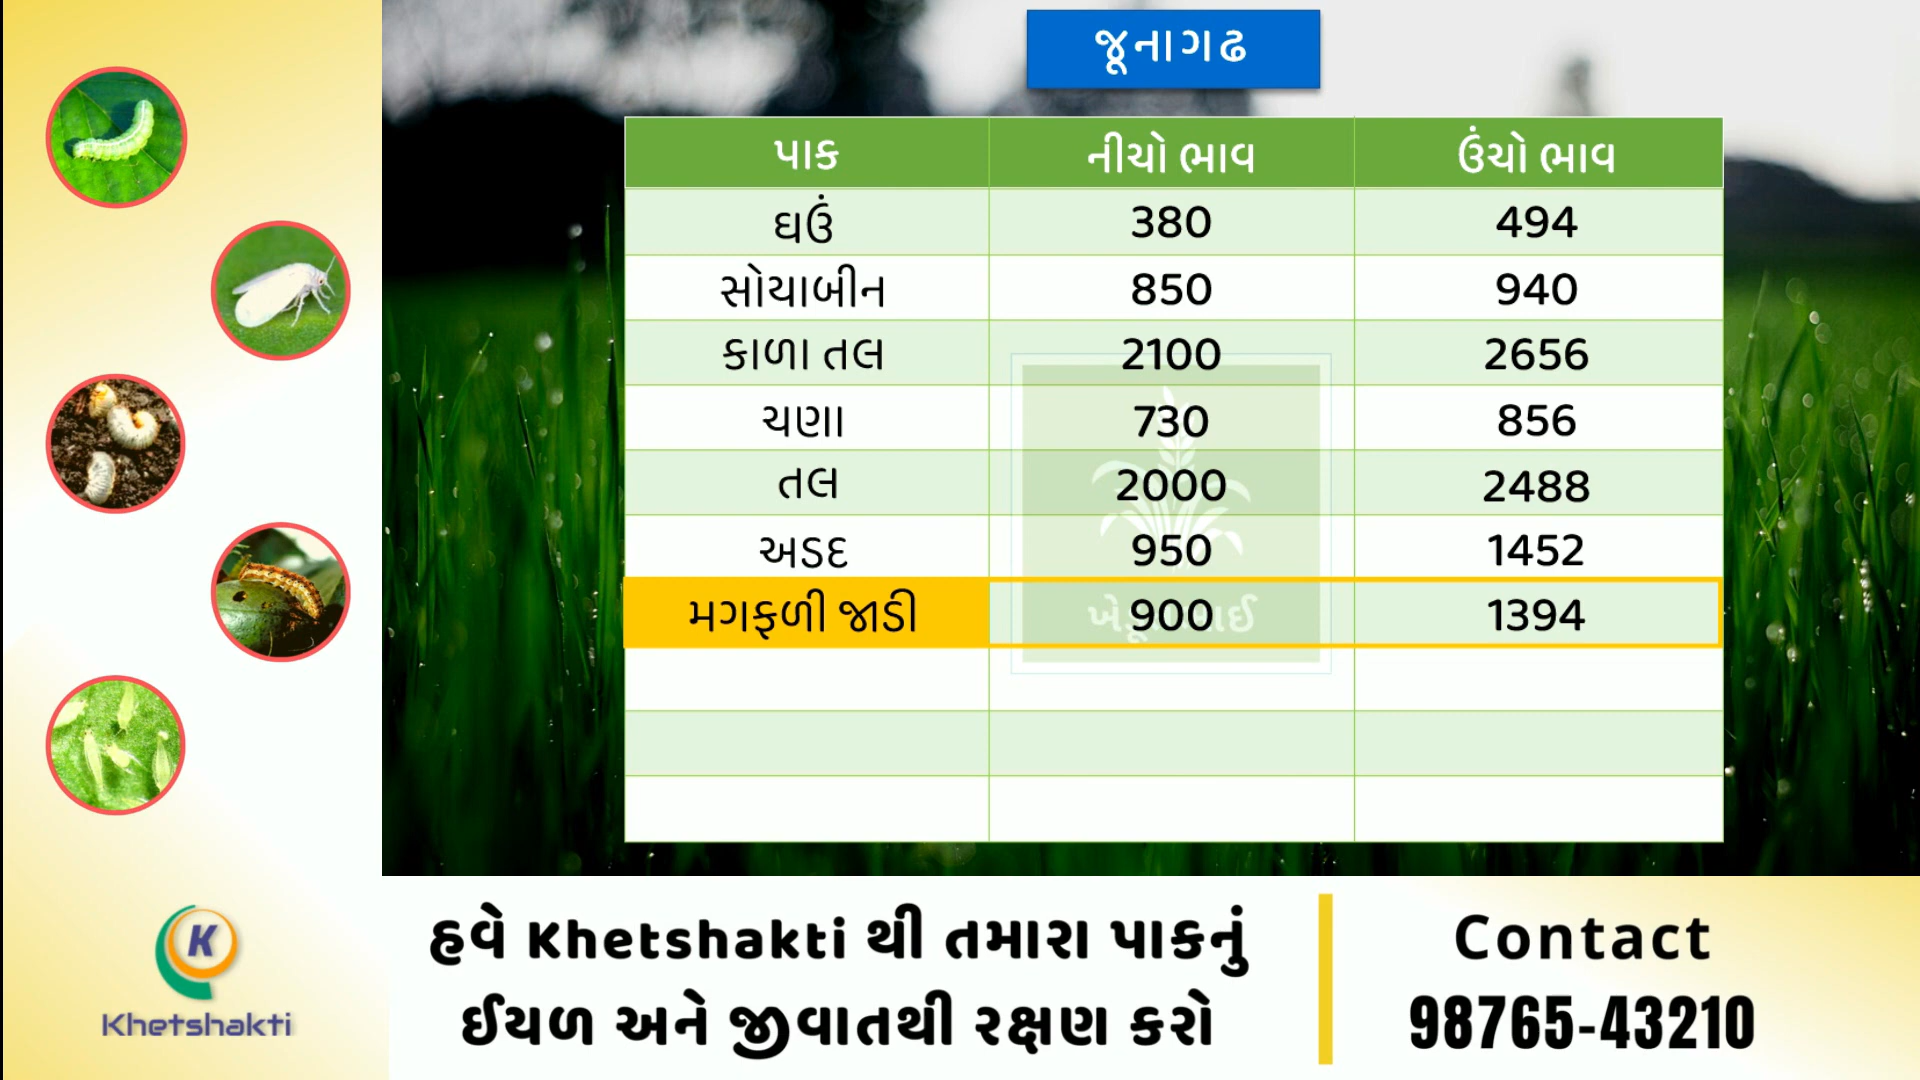 જૂનાગઢ
પાક નીચો ભાવ ઉંચો ભાવ
ઘઉં 380 494
સોયાબીન 850 940
કાળા તલ 2100 2656
ચણા 730 856
તલ 2000 2488
અડદ 950 1452
મગફળી જાડી 900 1394
K
Khetshakti
હવે Khetshakti થી તમારા પાકનું
ઈયળ અને જીવાતથી રક્ષણ કરો
Contact
98765-43210